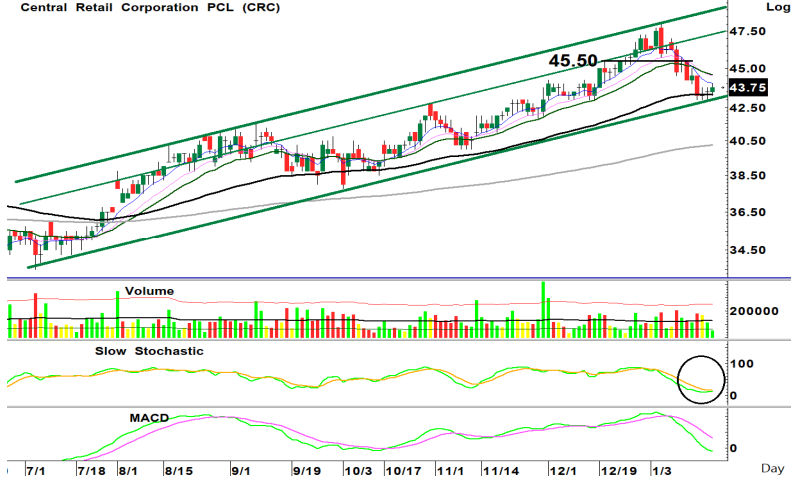 Central Retail Corporation PCL (CRC)
Log
47.50
45.50
45.00
43.75
42.50
40.50
38.50
36.50
34.50
Volume
200000
Slow Stochastic
100
0
MACD
0
7/1 7/18 8/1 8/15 9/1 9/19 10/3 10/17 11/1 11/14 12/1 12/19 1/3 Day